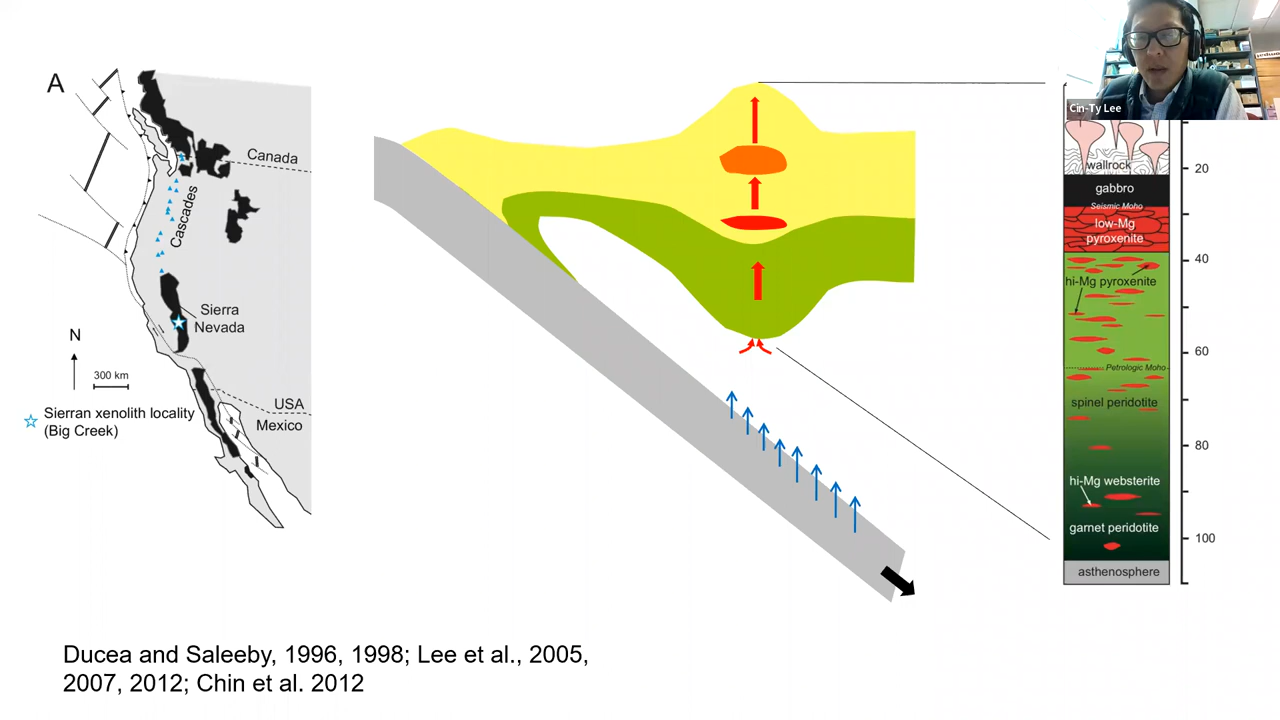 A
Canada
Cascades
Sierra
Nevada
N
300 km
USA
Mexico
Sierran xenolith locality
(Big Creek)
Cin-Ty Lee
wallrock
gabbro
Seismic Moho
low-Mg
pyroxenite
hi-Mg pyroxenite
Petrologic Moho
spinel peridotite
hi-Mg websterite
garnet peridotite
asthenosphere
20
40
60
80
100
Ducea and Saleeby, 1996, 1998; Lee et al., 2005,
2007, 2012; Chin et al. 2012